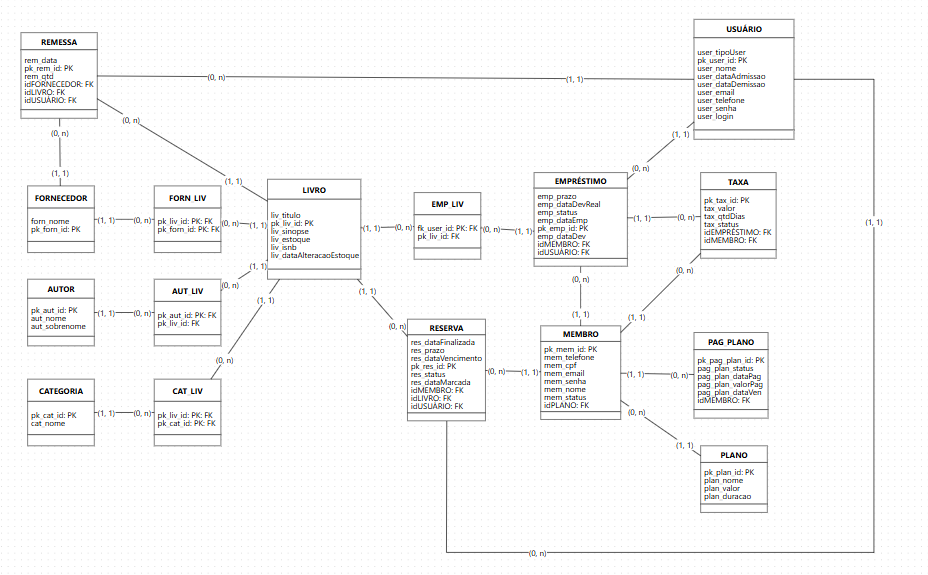 REMESSA
rem_data
pk_rem_id: PK
rem_qtd
idFORNECEDOR: FK
idLIVRO: FK
idUSUÁRIO: FK
(0, n)
(1, 1)
USUÁRIO
user_tipoUser
pk_user_id: PK
user_nome
user_dataAdmissao
user_dataDemissao
user_email
user_telefone
user_senha
user_login
(0, n)
(1, 1)
(0, n)
(1, 1)
FORNECEDOR
forn_nome
pk_forn_id: PK
(1, 1)
(0, n)
FORN_LIV
pk_liv_id: PK: FK
pk_forn_id: PK: FK
(0, n)
(1, 1)
LIVRO
liv_titulo
pk_liv_id: PK
liv_sinopse
liv_estoque
liv_isnb
liv_dataAlteracaoEstoque
(1, 1)
(0, n)
EMP_LIV
fk_user_id: PK: FK
pk_liv_id: FK
(0, n)
(1, 1)
EMPRÉSTIMO
emp_prazo
emp_dataDevReal
emp_status
emp_dataEmp
pk_emp_id: PK
emp_dataDev
idMEMBRO: FK
idUSUÁRIO: FK
(0, n)
(1, 1)
(1, 1)
(0, n)
TAXA
pk_tax_id: PK
tax_valor
tax_qtdDias
tax_status
idEMPRÉSTIMO: FK
idMEMBRO: FK
(1, 1)
AUTOR
pk_aut_id: PK
aut_nome
aut_sobrenome
(1, 1)
(0, n)
AUT_LIV
pk_aut_id: PK: FK
pk_liv_id: FK
(0, n)
(1, 1)
(1, 1)
(0, n)
(1, 1)
(0, n)
(0, n)
(1, 1)
(0, n)
(1, 1)
RESERVA
res_dataFinalizada
res_prazo
res_dataVencimento
pk_res_id: PK
res_status
res_dataMarcada
idMEMBRO: FK
idLIVRO: FK
idUSUÁRIO: FK
(0, n)
(1, 1)
MEMBRO
pk_mem_id: PK
mem_telefone
mem_cpf
mem_email
mem_senha
mem_nome
mem_status
idPLANO: FK
(1, 1)
(0, n)
PAG_PLANO
pk_pag_plan_id: PK
pag_plan_status
pag_plan_dataPag
pag_plan_valorPag
pag_plan_dataVen
idMEMBRO: FK
CATEGORIA
pk_cat_id: PK
cat_nome
(1, 1)
(0, n)
CAT_LIV
pk_liv_id: PK: FK
pk_cat_id: PK: FK
(0, n)
(1, 1)
PLANO
pk_plan_id: PK
plan_nome
plan_valor
plan_duracao
(0, n)